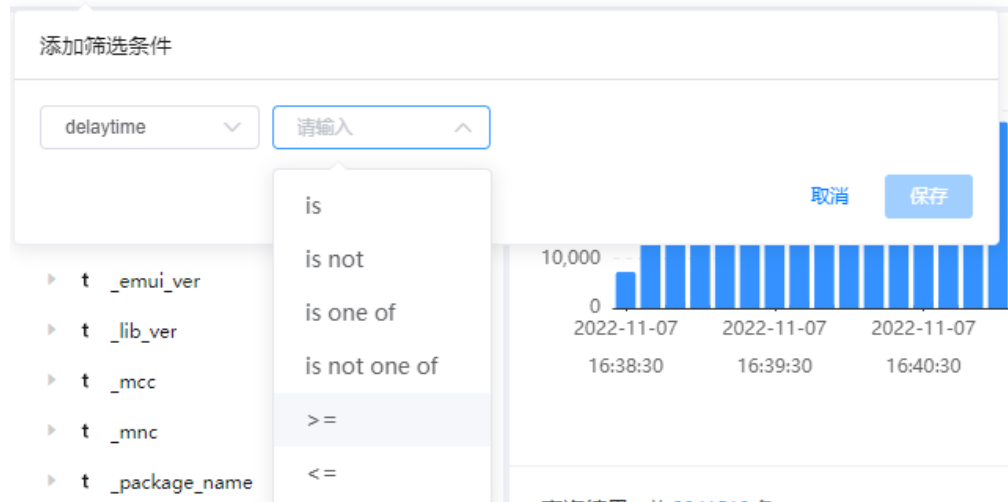 添加筛选条件
delaytime
请输入
取消
保存
is
is not
is one of
is not one of
>=
<=
t _emui_ver
t _lib_ver
t _mcc
t _mnc
t _package_name
10,000
0
2022-11-07 2022-11-07 2022-11-07
16:38:30 16:39:30 16:40:30